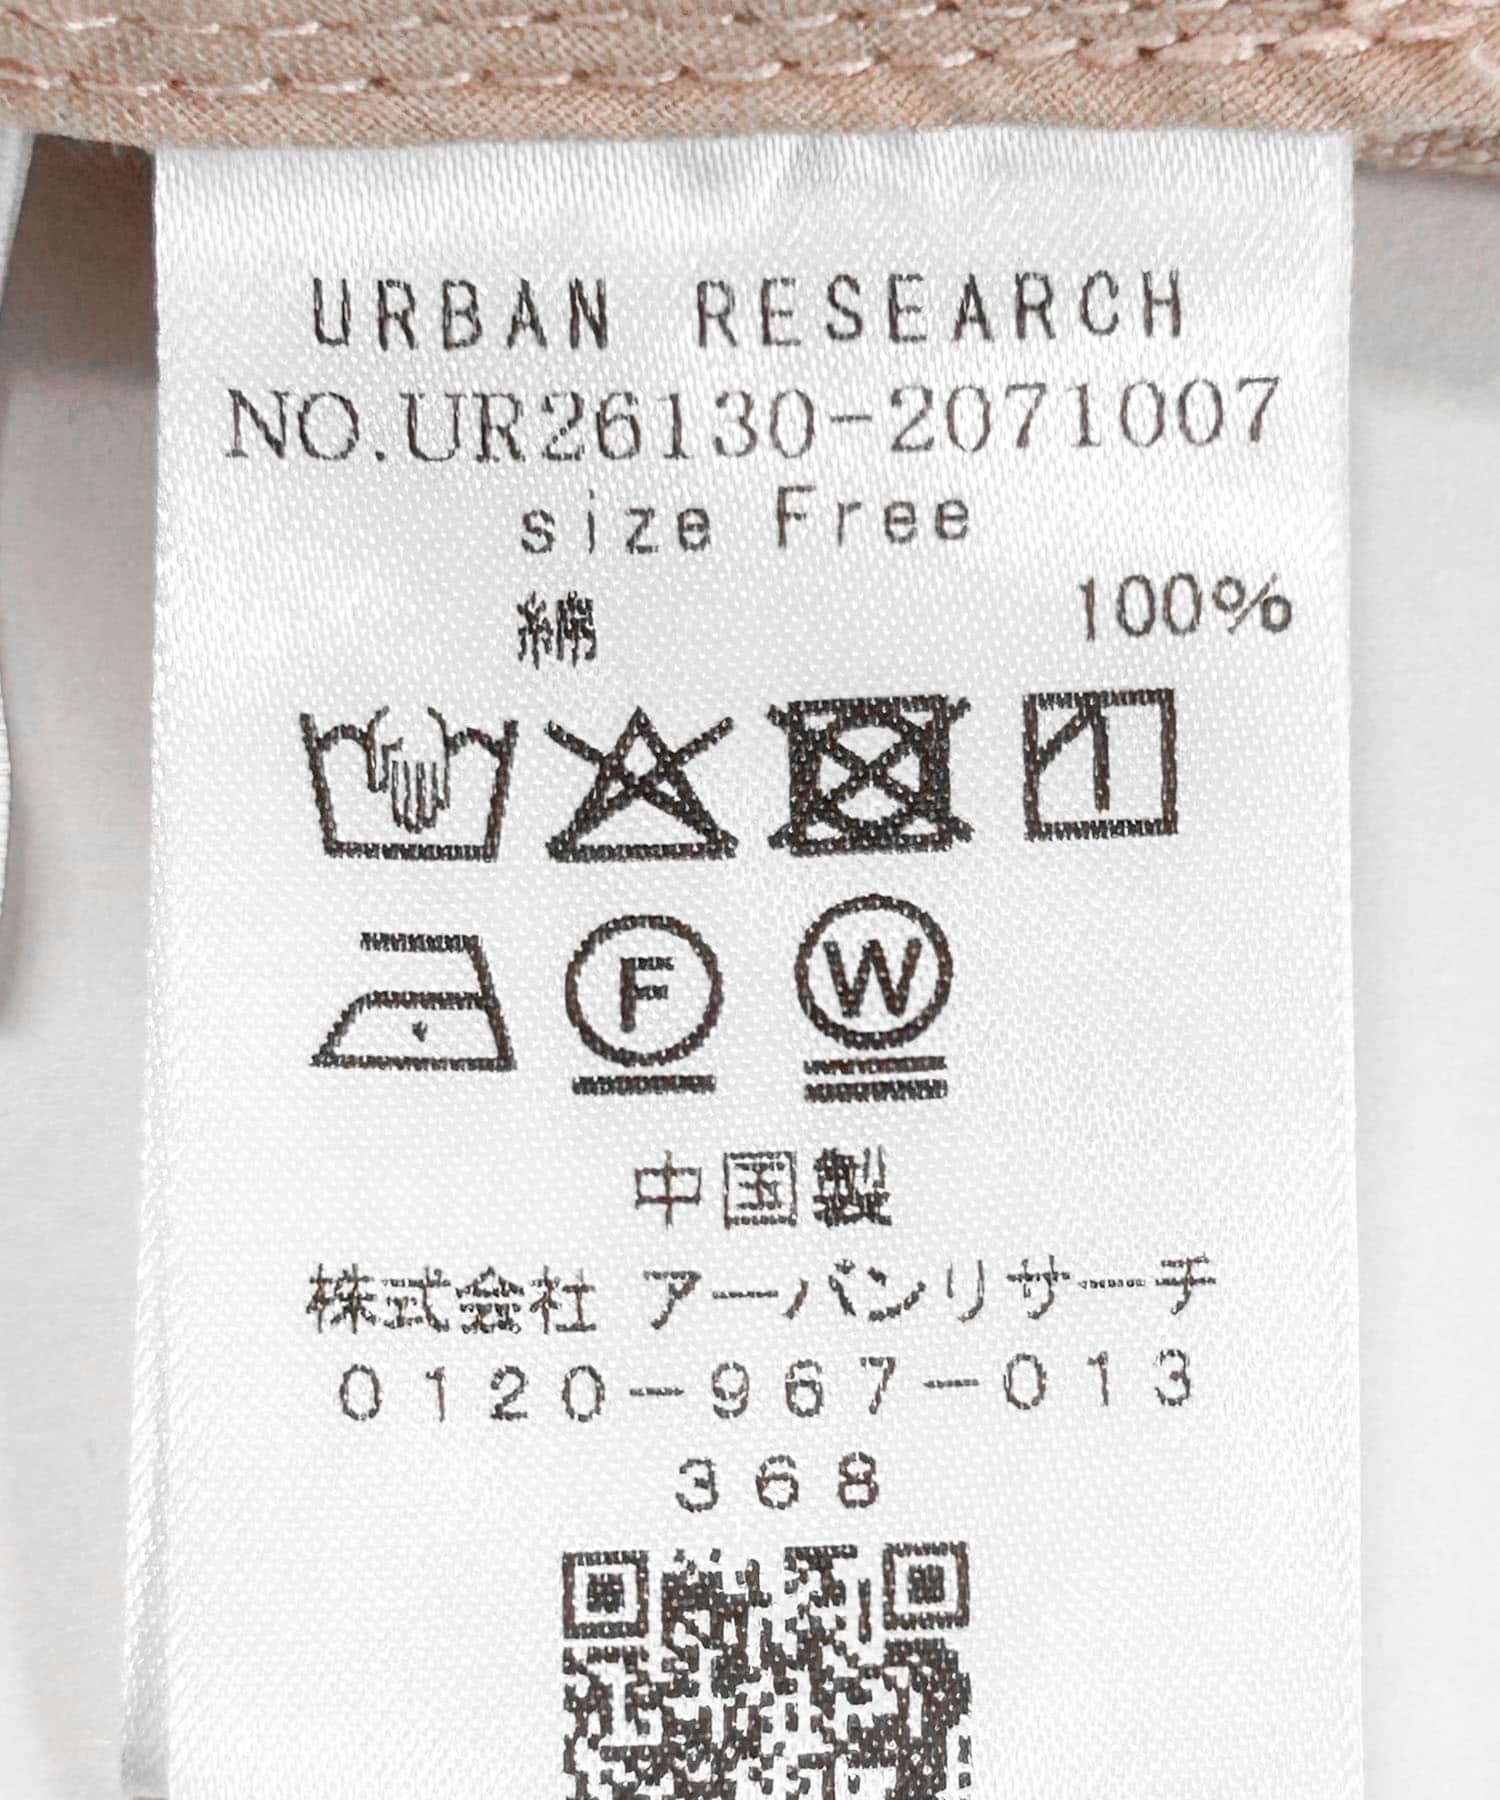 URBAN RESEARCH
NO.UR26130-2071007
size Free
綿 100%
F W
中国製
株式会社 アーバンリサーチ
0120-967-013
368